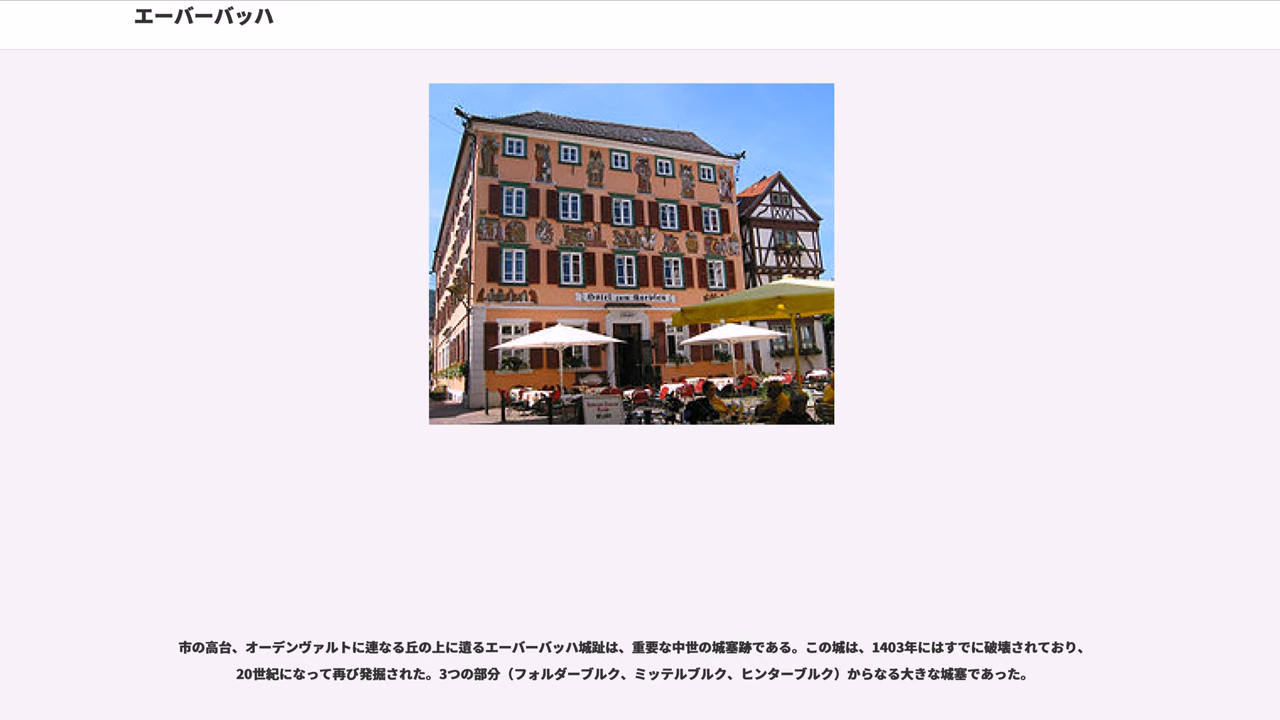 エーバーバッハ
Hotel zum Karpfen
市の高台、オーデンヴァルトに連なる丘の上に遺るエーバーバッハ城趾は、重要な中世の城塞跡である。この城は、1403年にはすでに破壊されており、
20世紀になって再び発掘された。3つの部分（フォルダーブルク、ミッテルブルク、ヒンターブルク）からなる大きな城塞であった。